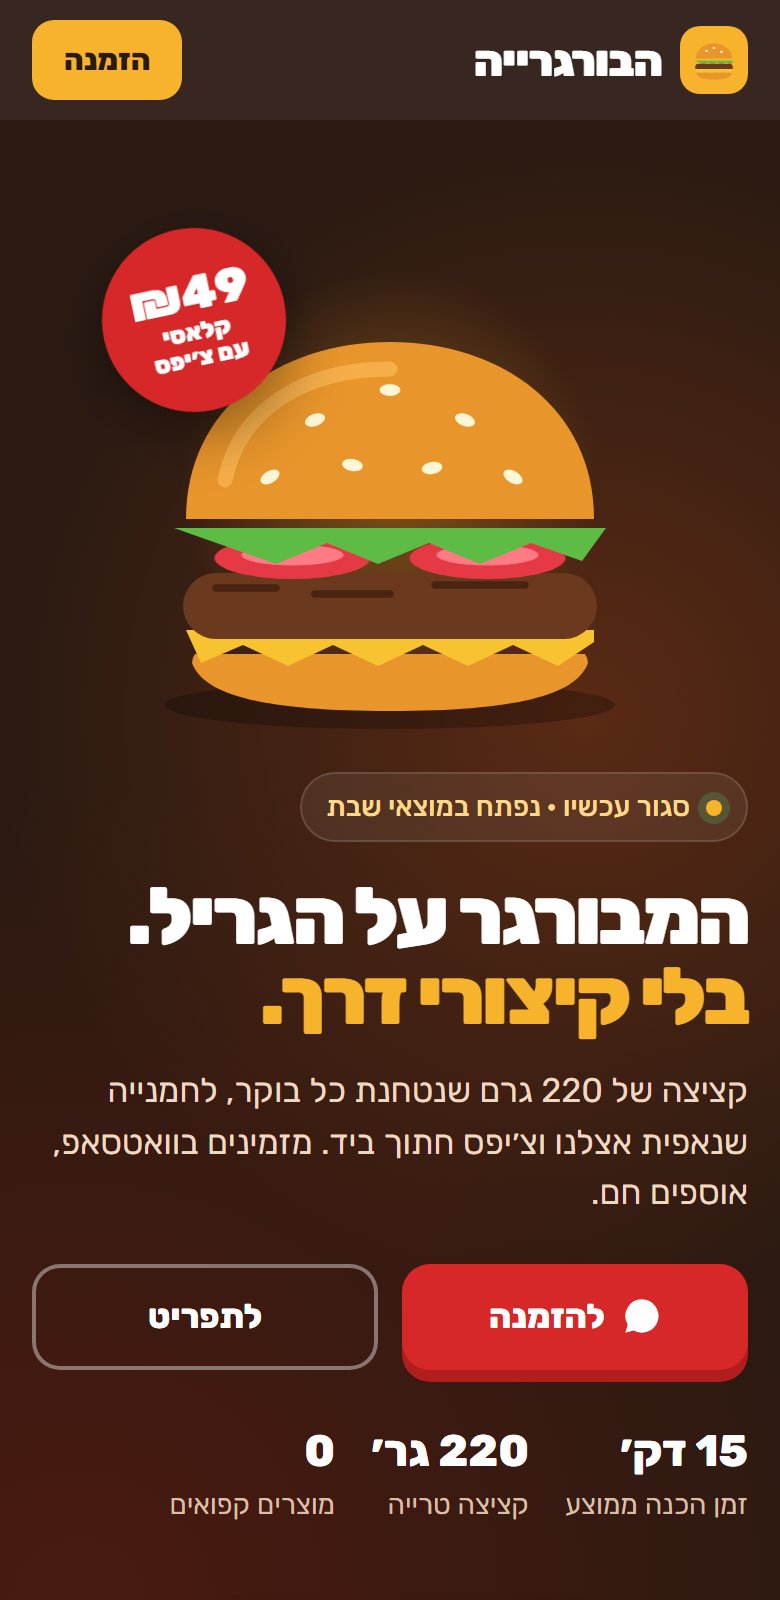 הבורגרייה
הזמנה
₪49
קלאסי
עם צ׳יפס
סגור עכשיו • נפתח במוצאי שבת
המבורגר על הגריל.
בלי קיצורי דרך.
קציצה של 220 גרם שנטחנת כל בוקר, לחמנייה
שנאפית אצלנו וצ׳יפס חתוך ביד. מזמינים בוואטסאפ,
אוספים חם.
להזמנה
לתפריט
15 דק׳
זמן הכנה ממוצע
220 גר׳
קציצה טרייה
0
מוצרים קפואים